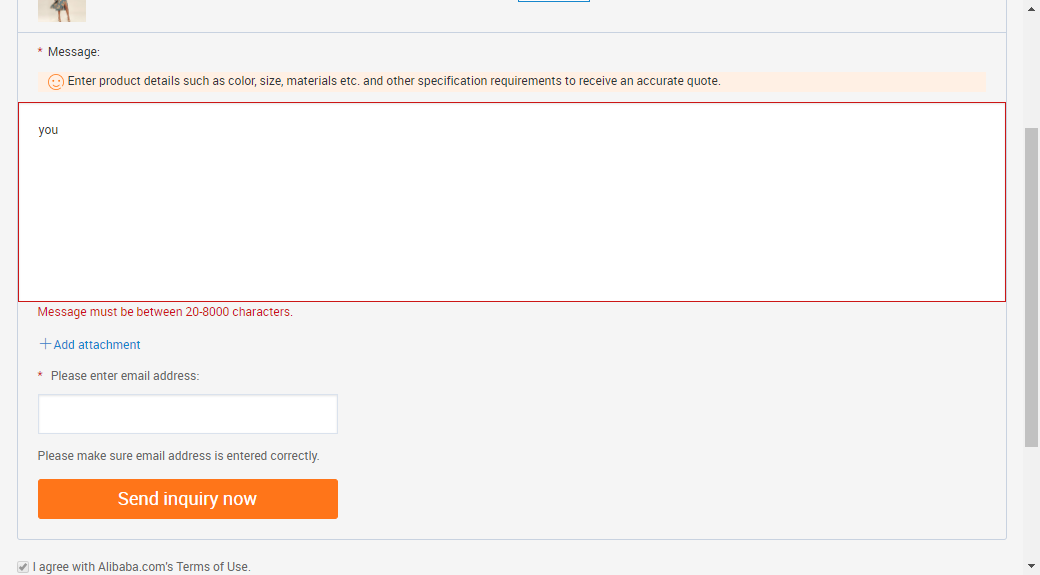 * Message:
Enter product details such as color, size, materials etc. and other specification requirements to receive an accurate quote.
you
Message must be between 20-8000 characters.
Add attachment
* Please enter email address:
Please make sure email address is entered correctly.
Send inquiry now
I agree with Alibaba.com's Terms of Use.